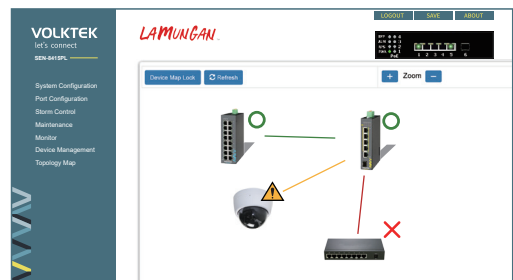 LOGOUT SAVE ABOUT
VOLKTEK
let's connect
SEN-8415PL
LAMUNGAN
PoE
1 2 3 4 5 6
Device Map Lock
Refresh
+ Zoom −
System Configuration
Port Configuration
Storm Control
Maintenance
Monitor
Device Management
Topology Map